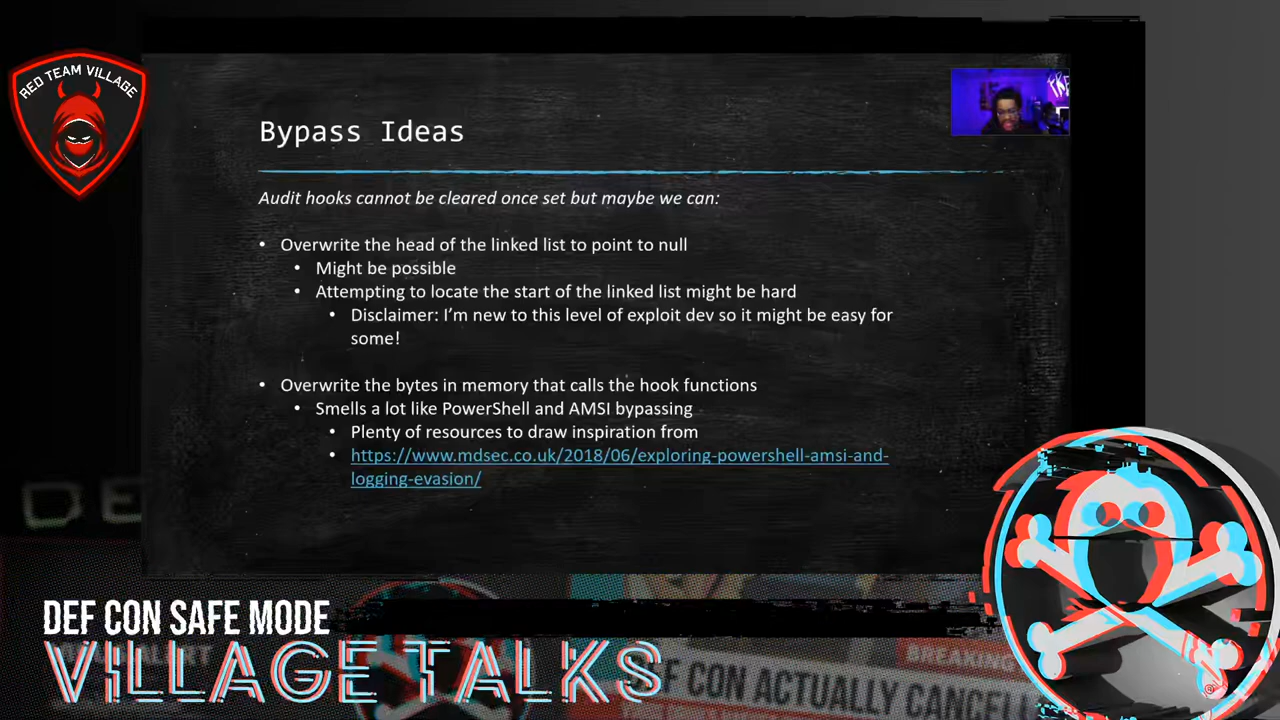 RED TEAM VILLAGE
Bypass Ideas
Audit hooks cannot be cleared once set but maybe we can:
• Overwrite the head of the linked list to point to null
• Might be possible
• Attempting to locate the start of the linked list might be hard
• Disclaimer: I’m new to this level of exploit dev so it might be easy for
some!
• Overwrite the bytes in memory that calls the hook functions
• Smells a lot like PowerShell and AMSI bypassing
• Plenty of resources to draw inspiration from
• https://www.mdsec.co.uk/2018/06/exploring-powershell-amsi-and-
logging-evasion/
DE
DEF CON SAFE MODE
VILLAGE TALKS
BREAKIN
EF CON ACTUALLY CANCEL